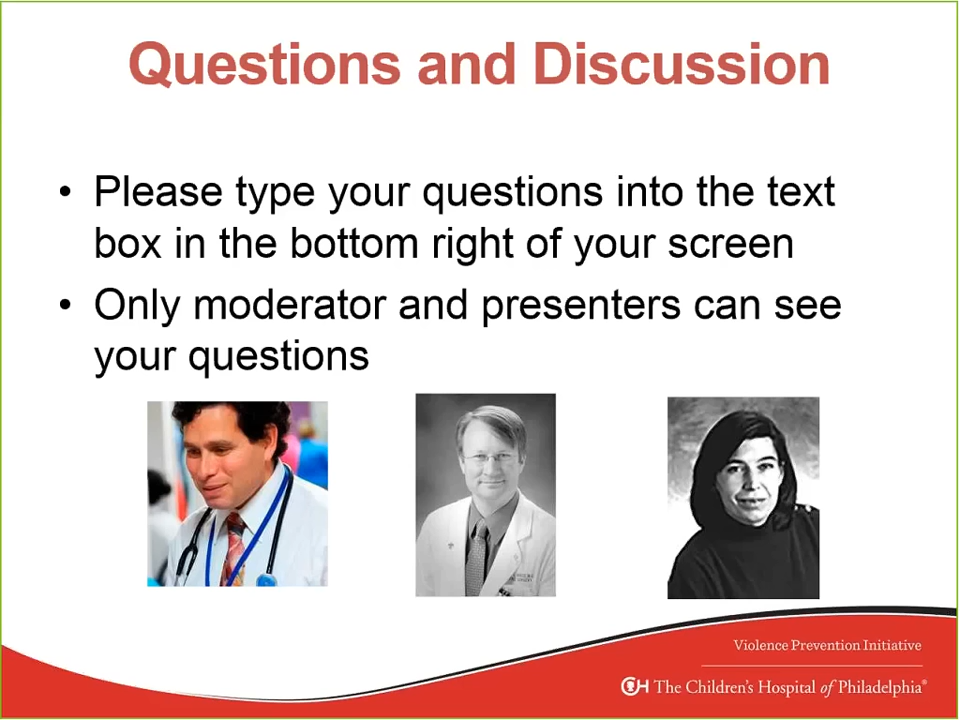 Questions and Discussion
• Please type your questions into the text
box in the bottom right of your screen
• Only moderator and presenters can see
your questions
Violence Prevention Initiative
The Children's Hospital of Philadelphia®